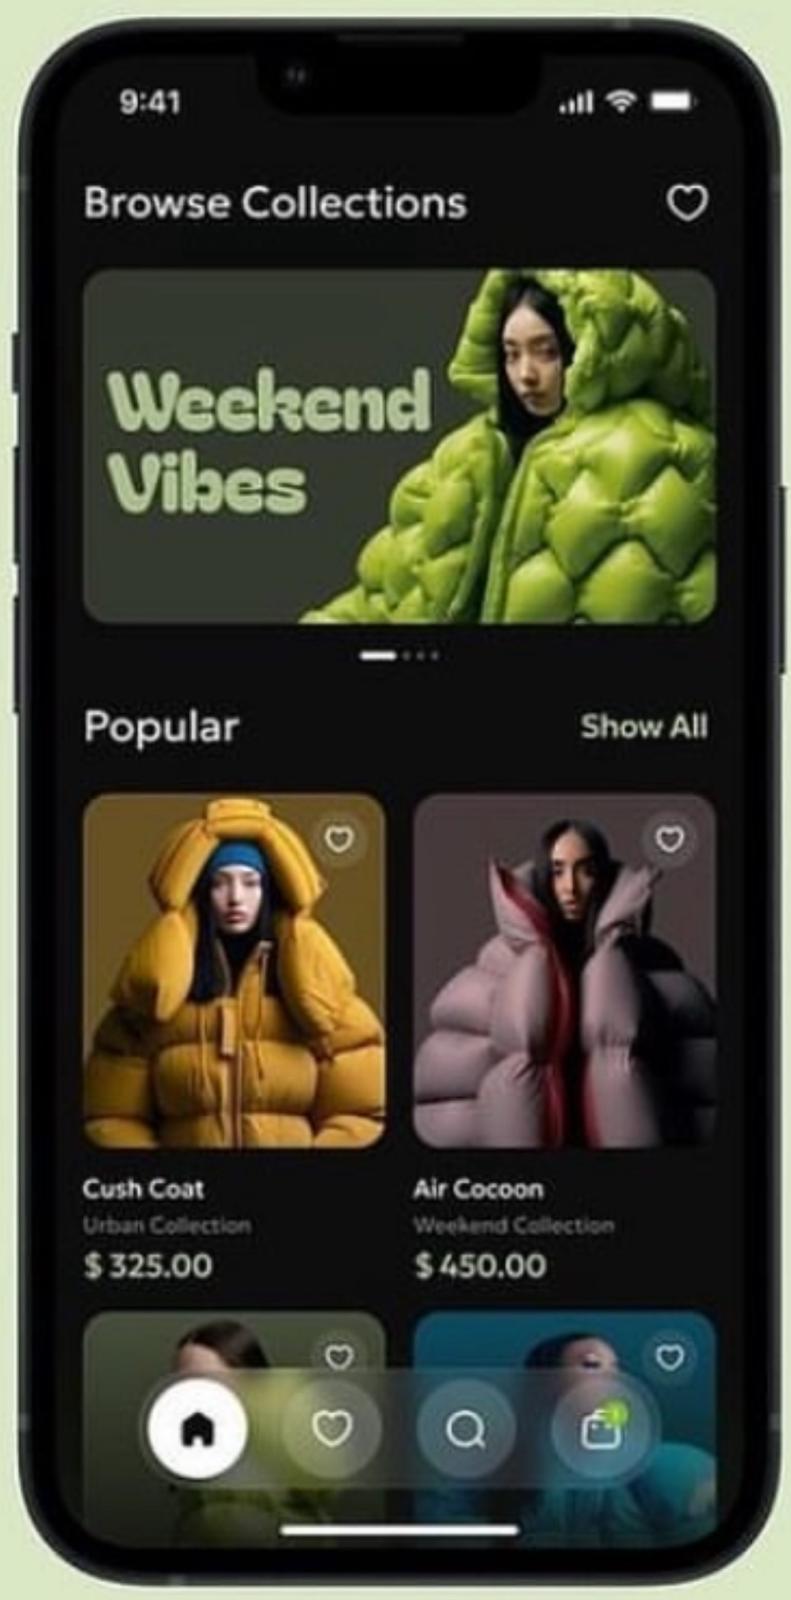 9:41
Browse Collections
Weekend
Vibes
Popular
Show All
Cush Coat
Urban Collection
$ 325.00
Air Cocoon
Weekend Collection
$ 450.00